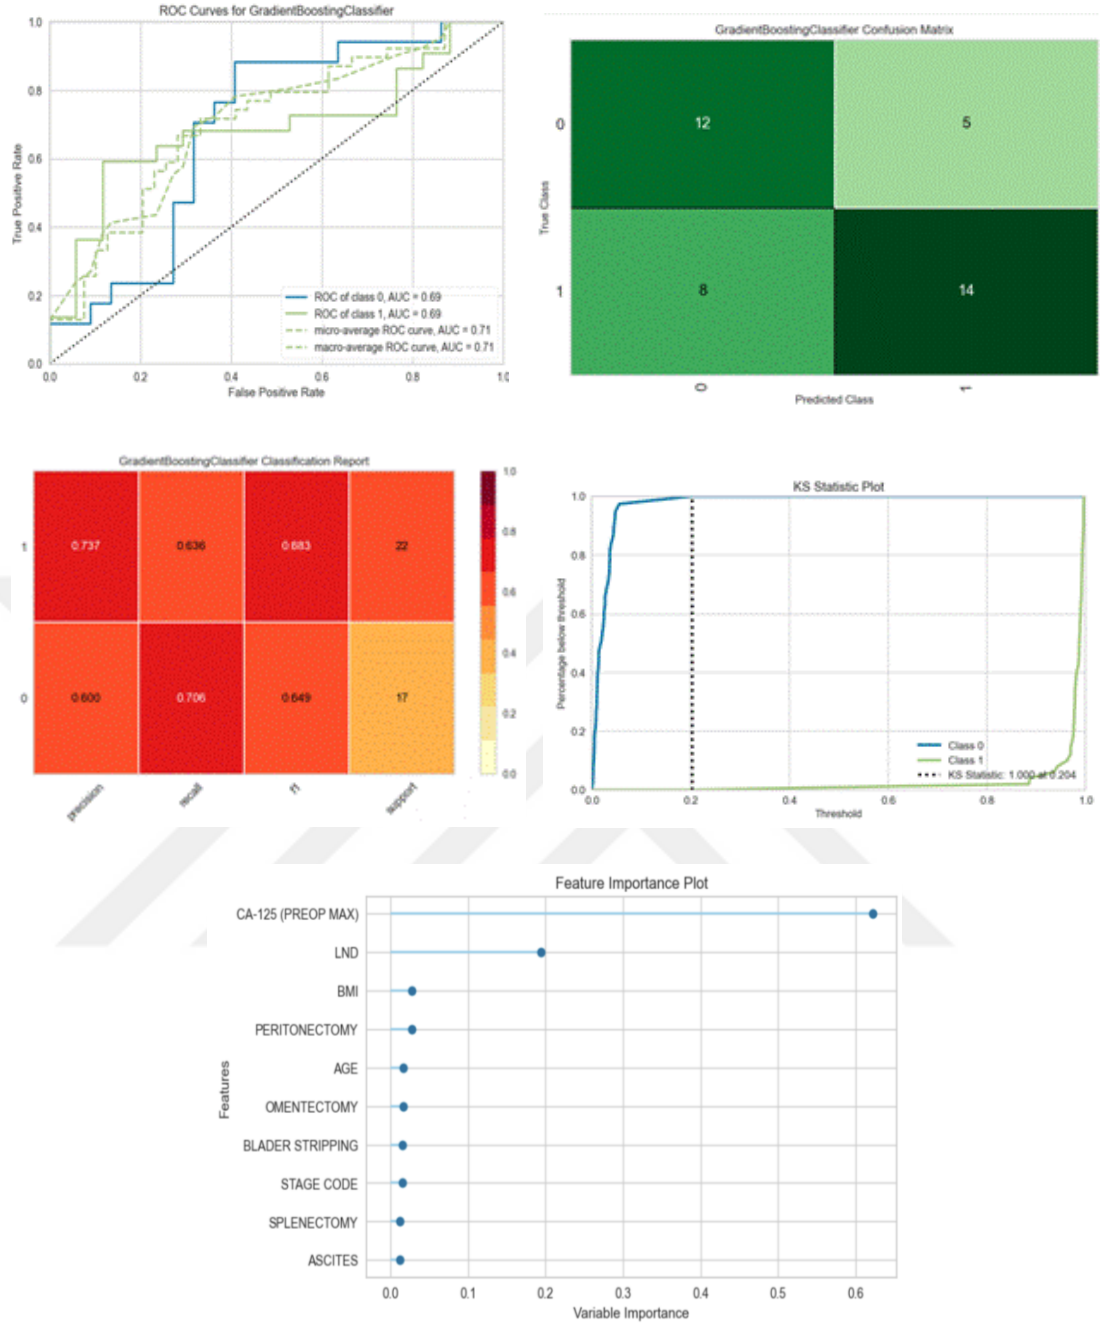 ROC Curves for GradientBoostingClassifier
1.0
0.8
0.6
0.4
0.2
0.0
True Positive Rate
ROC of class 0, AUC = 0.69
ROC of class 1, AUC = 0.69
micro-average ROC curve, AUC = 0.71
macro-average ROC curve, AUC = 0.71
0.0 0.2 0.4 0.6 0.8 1.0
False Positive Rate
GradientBoostingClassifier Confusion Matrix
True Class
0 12 5
1 8 14
0 1
Predicted Class
GradientBoostingClassifier Classification Report
1 0.737 0.636 0.683 22
0 0.600 0.706 0.649 17
precision recall f1 support
1.0
0.8
0.6
0.4
0.2
0.0
KS Statistic Plot
1.0
0.8
0.6
0.4
0.2
0.0
Percentage below threshold
Class 0
Class 1
KS Statistic: 1.000 at 0.204
0.0 0.2 0.4 0.6 0.8 1.0
Threshold
Feature Importance Plot
Features
CA-125 (PREOP MAX)
LND
BMI
PERITONECTOMY
AGE
OMENTECTOMY
BLADER STRIPPING
STAGE CODE
SPLENECTOMY
ASCITES
0.0 0.1 0.2 0.3 0.4 0.5 0.6
Variable Importance